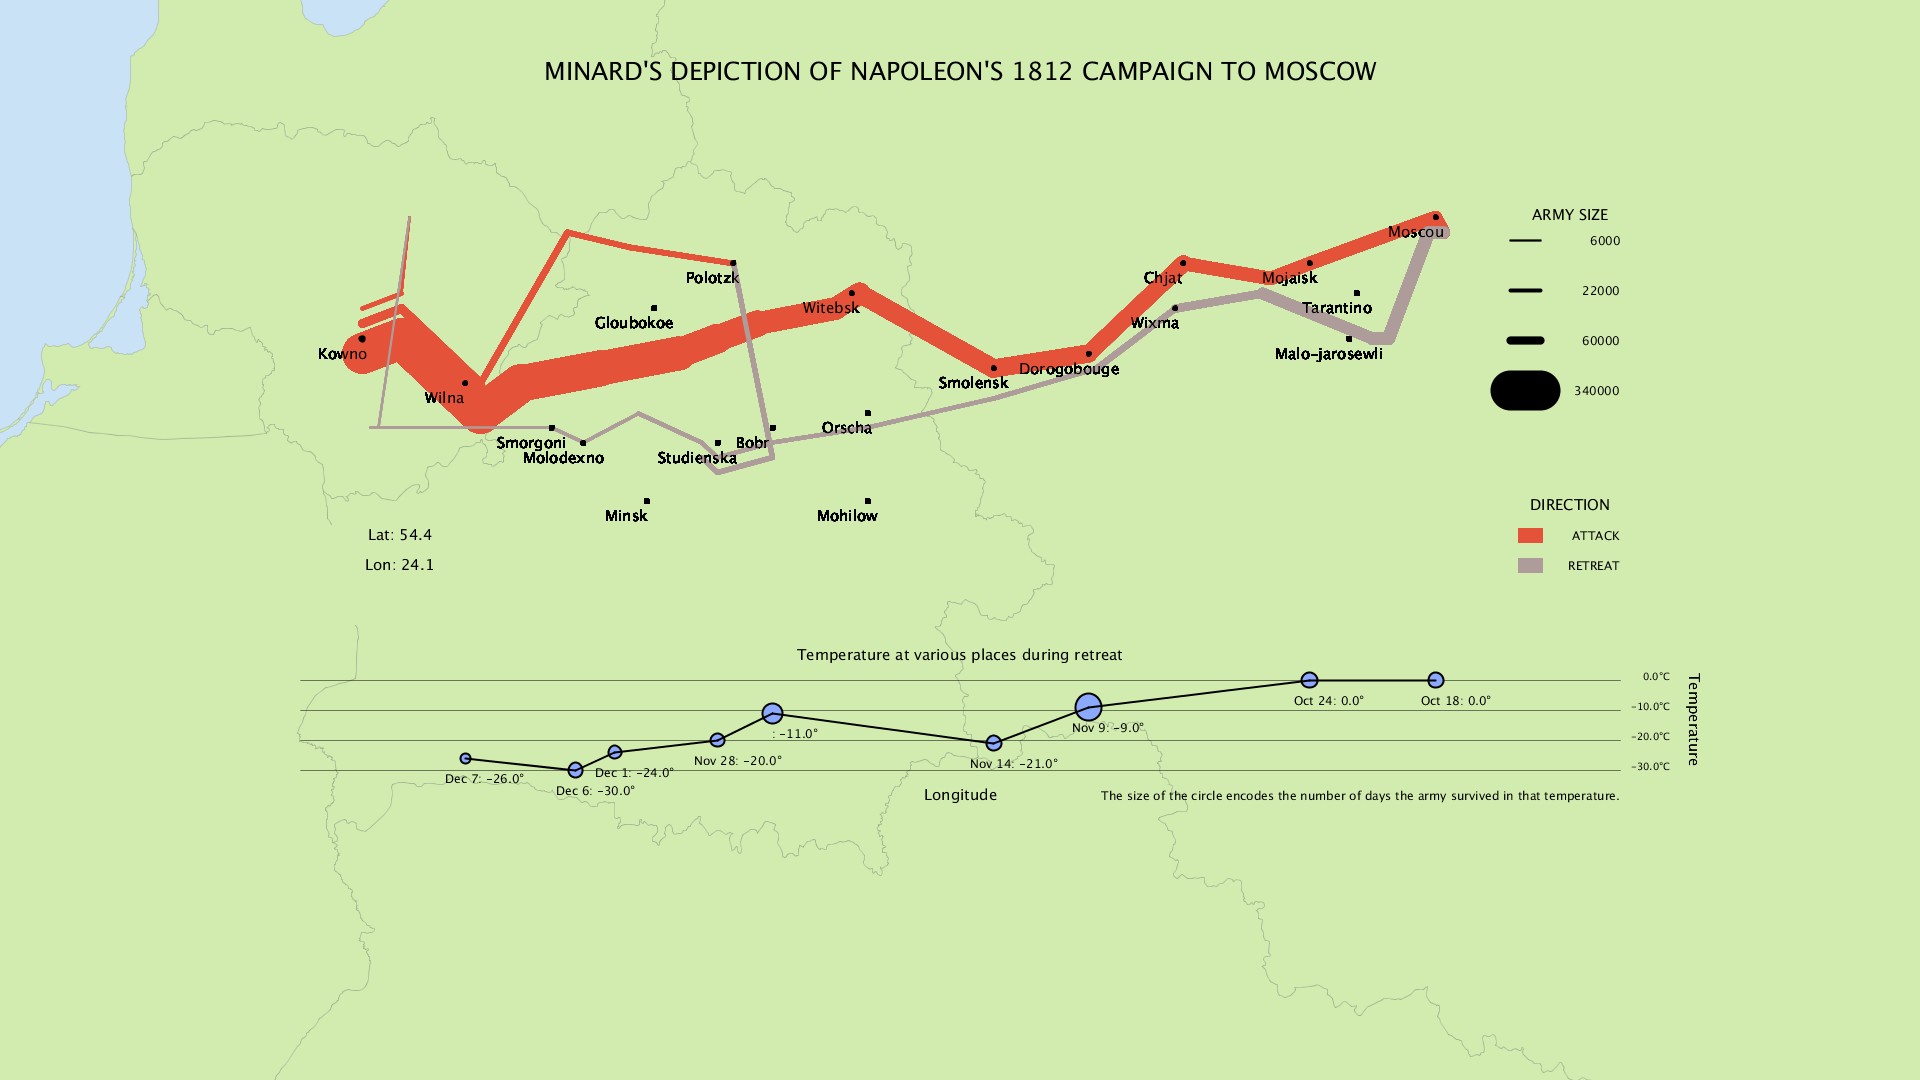 MINARD'S DEPICTION OF NAPOLEON'S 1812 CAMPAIGN TO MOSCOW
ARMY SIZE
6000
22000
60000
340000
Moscou
Polotzk
Chjat
Mojaisk
Gloubokoe
Witebsk
Tarantino
Wixma
Kowno
Malo-jarosewli
Smolensk
Dorogobouge
Wilna
Smorgoni
Bobr
Orscha
Molodexno
Studienska
Minsk
Mohilow
DIRECTION
ATTACK
RETREAT
Lat: 54.4
Lon: 24.1
Temperature at various places during retreat
0.0°C
-10.0°C
-20.0°C
-30.0°C
Temperature
Oct 24: 0.0°
Oct 18: 0.0°
Nov 9: -9.0°
: -11.0°
Nov 28: -20.0°
Nov 14: -21.0°
Dec 1: -24.0°
Dec 7: -26.0°
Dec 6: -30.0°
Longitude
The size of the circle encodes the number of days the army survived in that temperature.